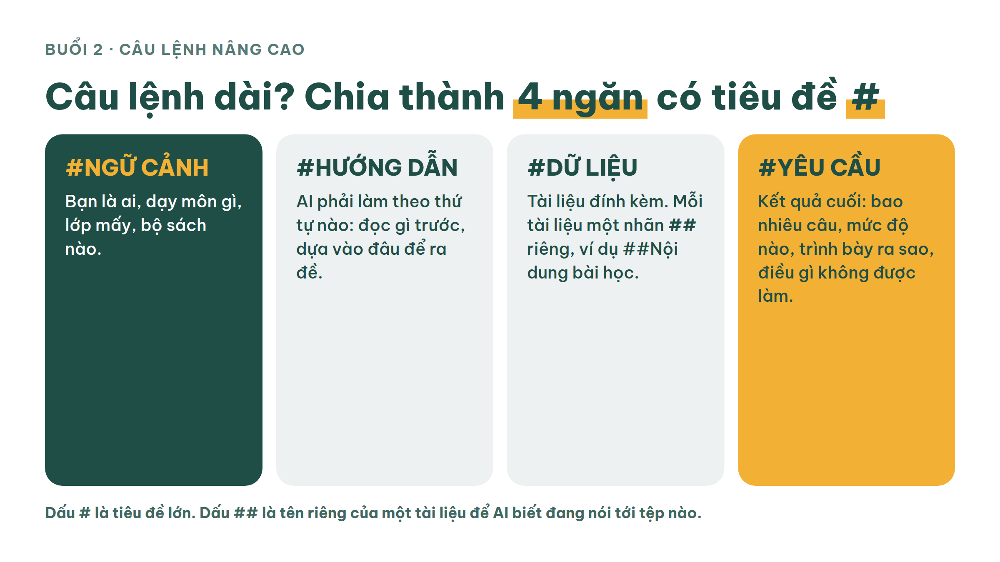 BUỔI 2 · CÂU LỆNH NÂNG CAO
Câu lệnh dài? Chia thành 4 ngăn có tiêu đề #
#NGỮ CẢNH
Bạn là ai, dạy môn gì,
lớp mấy, bộ sách
nào.
#HƯỚNG DẪN
AI phải làm theo thứ
tự nào: đọc gì trước,
dựa vào đâu để ra
đề.
#DỮ LIỆU
Tài liệu đính kèm. Mỗi
tài liệu một nhãn ##
riêng, ví dụ ##Nội
dung bài học.
#YÊU CẦU
Kết quả cuối: bao
nhiêu câu, mức độ
nào, trình bày ra sao,
điều gì không được
làm.
Dấu # là tiêu đề lớn. Dấu ## là tên riêng của một tài liệu để AI biết đang nói tới tệp nào.